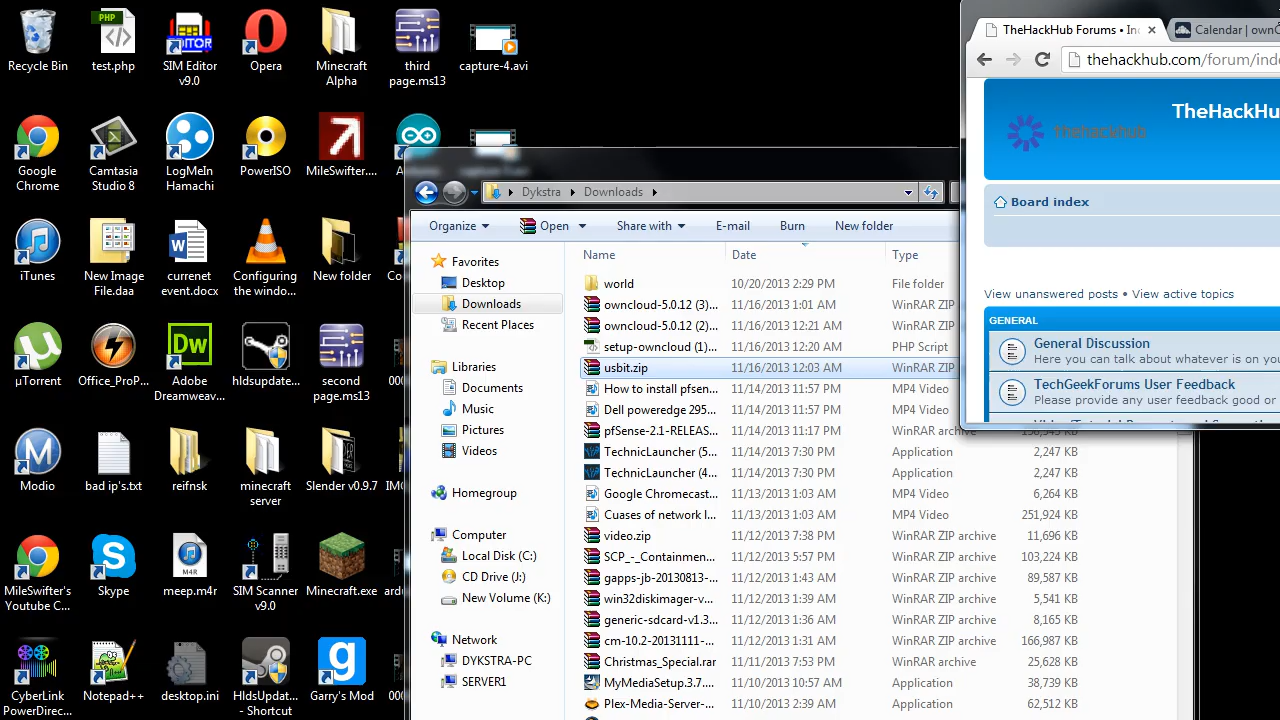 Recycle Bin
test.php
SIM Editor v9.0
Opera
Minecraft Alpha
third page.ms13
capture-4.avi
Google Chrome
Camtasia Studio 8
LogMeIn Hamachi
PowerISO
MileSwifter....
iTunes
New Image File.daa
currenet event.docx
Configuring the windo...
New folder
µTorrent
Office_ProP...
Adobe Dreamweav...
hldsupdatet...
second page.ms13
Modio
bad ip's.txt
reifnsk
minecraft server
Slender v0.9.7
MileSwifter's Youtube C...
Skype
meep.m4r
SIM Scanner v9.0
Minecraft.exe
CyberLink PowerDirec...
Notepad++
desktop.ini
HldsUpdat... - Shortcut
Garry's Mod
Dykstra
Downloads
Organize
Open
Share with
E-mail
Burn
New folder
Favorites
Desktop
Downloads
Recent Places
Libraries
Documents
Music
Pictures
Videos
Homegroup
Computer
Local Disk (C:)
CD Drive (J:)
New Volume (K:)
Network
DYKSTRA-PC
SERVER1
Name Date Type
world 10/20/2013 2:29 PM File folder
owncloud-5.0.12 (3)... 11/16/2013 1:01 AM WinRAR ZIP
owncloud-5.0.12 (2)... 11/16/2013 12:21 AM WinRAR ZIP
setup-owncloud (1)... 11/16/2013 12:20 AM PHP Script
usbit.zip 11/16/2013 12:03 AM WinRAR ZIP
How to install pfsen... 11/14/2013 11:57 PM MP4 Video
Dell poweredge 295... 11/14/2013 11:57 PM MP4 Video
pfSense-2.1-RELEAS... 11/14/2013 11:17 PM WinRAR archive
TechnicLauncher (5... 11/14/2013 7:30 PM Application 2,247 KB
TechnicLauncher (4... 11/14/2013 7:30 PM Application 2,247 KB
Google Chromecast... 11/13/2013 1:03 AM MP4 Video 6,264 KB
Cuases of network l... 11/13/2013 1:03 AM MP4 Video 251,924 KB
video.zip 11/12/2013 7:38 PM WinRAR ZIP archive 11,696 KB
SCP - Containmen... 11/12/2013 5:57 PM WinRAR ZIP archive 103,224 KB
gapps-jb-20130813-... 11/12/2013 1:43 AM WinRAR ZIP archive 89,587 KB
win32diskimager-v... 11/12/2013 1:39 AM WinRAR ZIP archive 5,541 KB
generic-sdcard-v1.3... 11/12/2013 1:36 AM WinRAR ZIP archive 8,165 KB
cm-10.2-20131111-... 11/12/2013 1:31 AM WinRAR ZIP archive 166,987 KB
Christmas_Special.rar 11/11/2013 7:53 PM WinRAR archive 25,628 KB
MyMediaSetup.3.7... 11/10/2013 10:57 AM Application 38,739 KB
Plex-Media-Server-... 11/10/2013 2:39 AM Application 62,512 KB
TheHackHub Forums • In
Calendar | ownC
thehackhub.com/forum/inde
TheHackHu
thehackhub
Board index
View unanswered posts • View active topics
GENERAL
General Discussion
Here you can talk about whatever is on you
TechGeekForums User Feedback
Please provide any user feedback good or